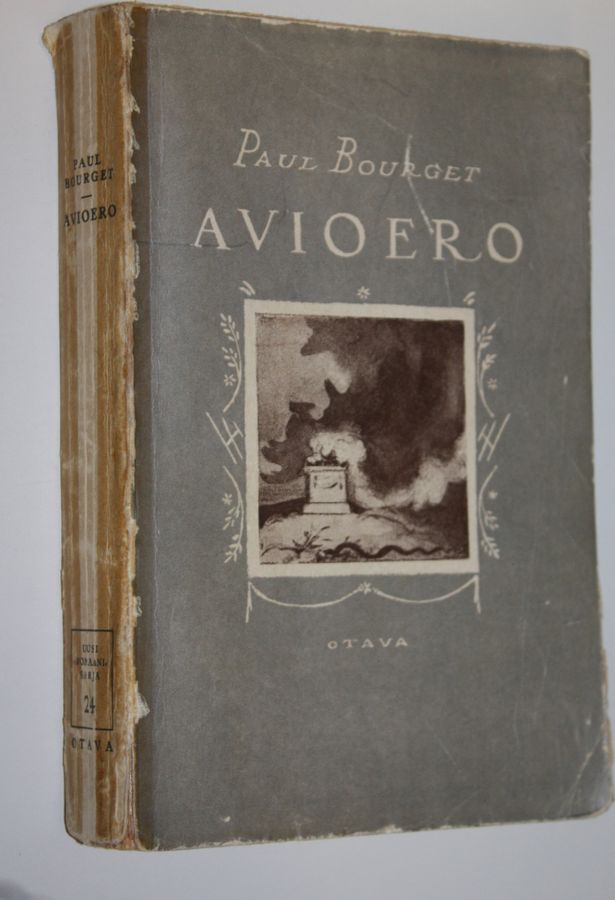 PAUL BOURGET
AVIOERO
OTAVA
PAUL
BOURGET
AVIOERO
UUSI
ROMAANI-
SARJA
24
OTAVA